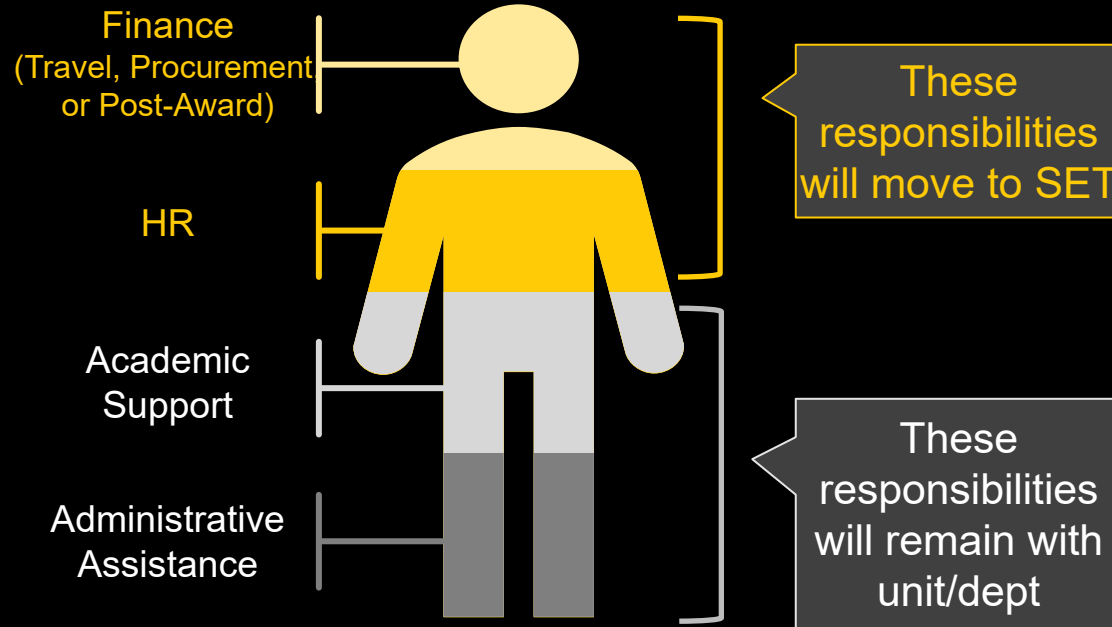 Finance
(Travel, Procurement,
or Post-Award)
HR
Academic
Support
Administrative
Assistance
These
responsibilities
will move to SET
These
responsibilities
will remain with
unit/dept